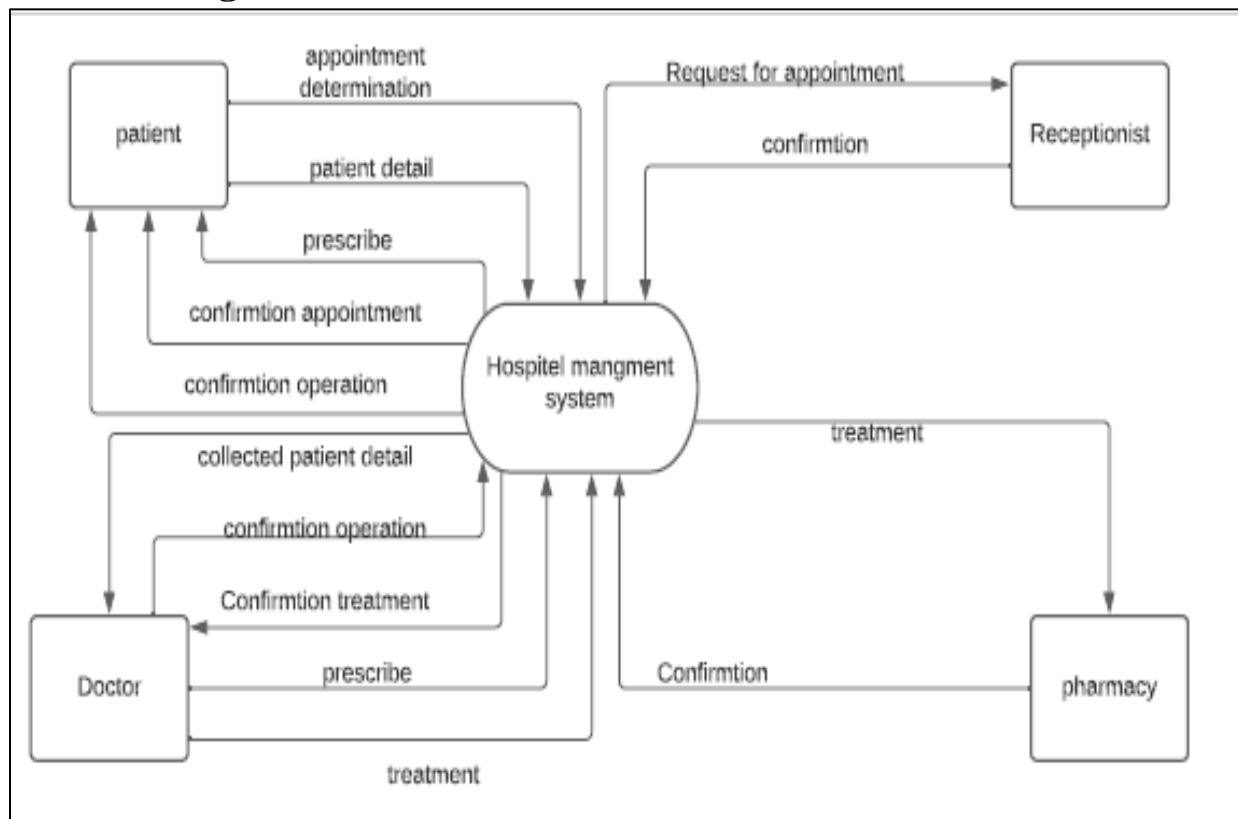 appointment
determination
Request for appointment
patient
Receptionist
confirmtion
patient detail
prescribe
confirmtion appointment
Hospitel mangment
system
confirmtion operation
treatment
collected patient detail
confirmtion operation
Confirmtion treatment
prescribe
Confirmtion
Doctor
pharmacy
treatment